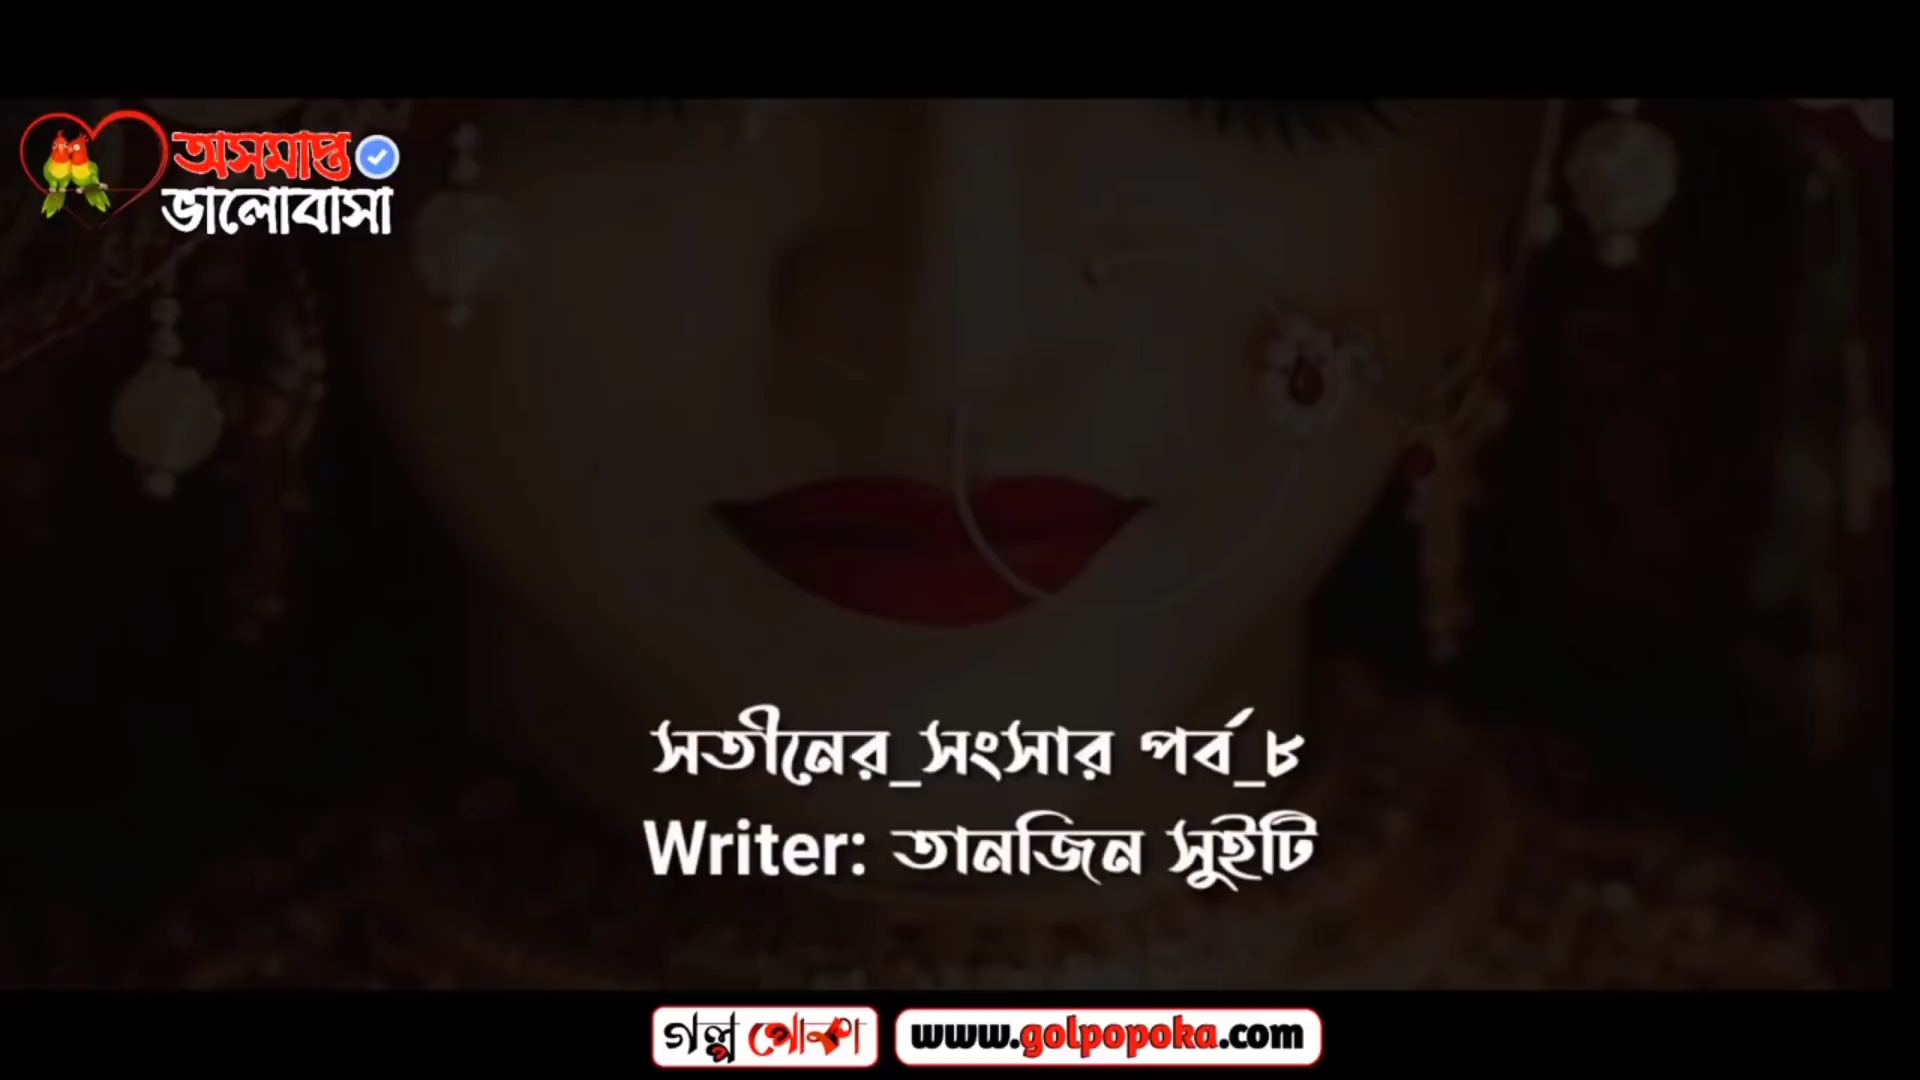 অসমাপ্ত
ভালোবাসা
সতীনের_সংসার পর্ব_৮
Writer: তানজিন সুইটি
গল্প পোকা
www.golpopoka.com